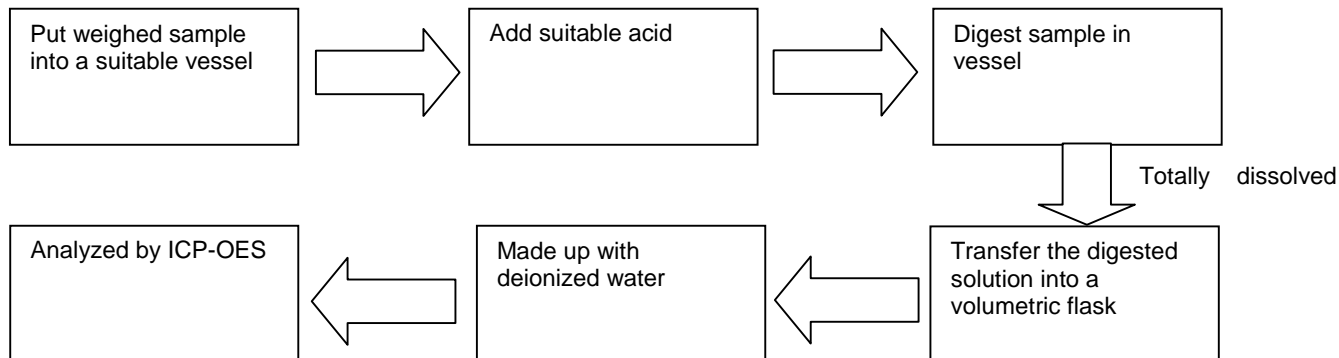 Put weighed sample
into a suitable vessel
Add suitable acid
Digest sample in
vessel
Totally dissolved
Transfer the digested
solution into a
volumetric flask
Made up with
deionized water
Analyzed by ICP-OES